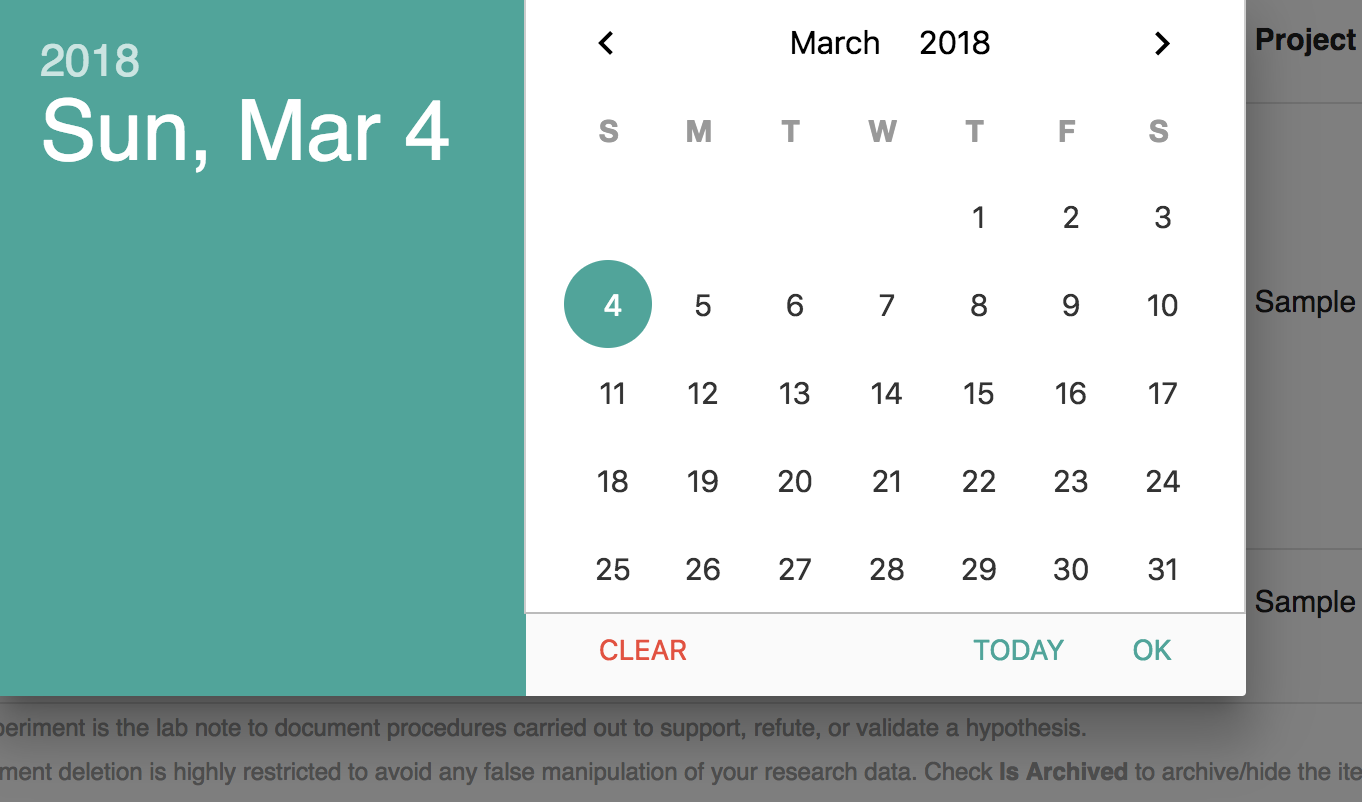 2018
Sun, Mar 4
March 2018
S M T W T F S
1 2 3
4 5 6 7 8 9 10
11 12 13 14 15 16 17
18 19 20 21 22 23 24
25 26 27 28 29 30 31
CLEAR TODAY OK
Project
Sample
Sample
periment is the lab note to document procedures carried out to support, refute, or validate a hypothesis.
ment deletion is highly restricted to avoid any false manipulation of your research data. Check Is Archived to archive/hide the ite